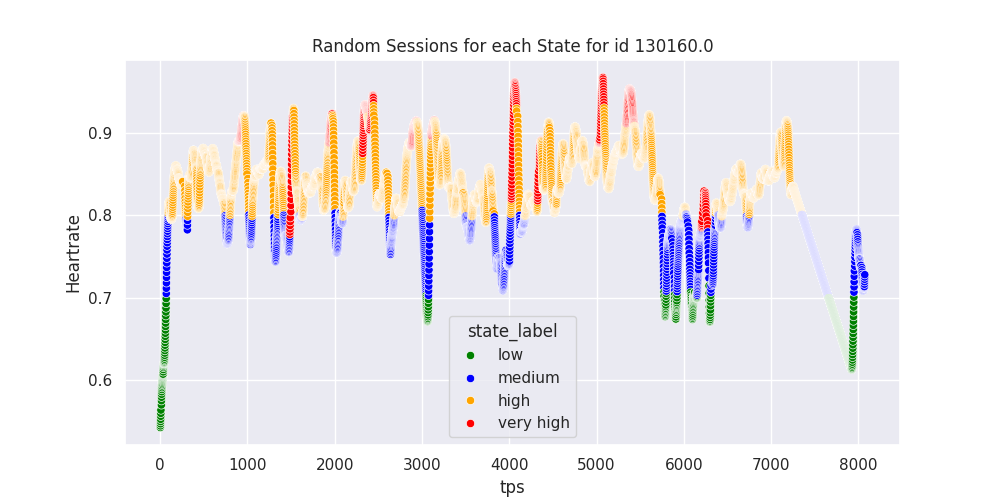 Random Sessions for each State for id 130160.0
Heartrate
0.9
0.8
0.7
0.6
state_label
low
medium
high
very high
0 1000 2000 3000 4000 5000 6000 7000 8000
tps